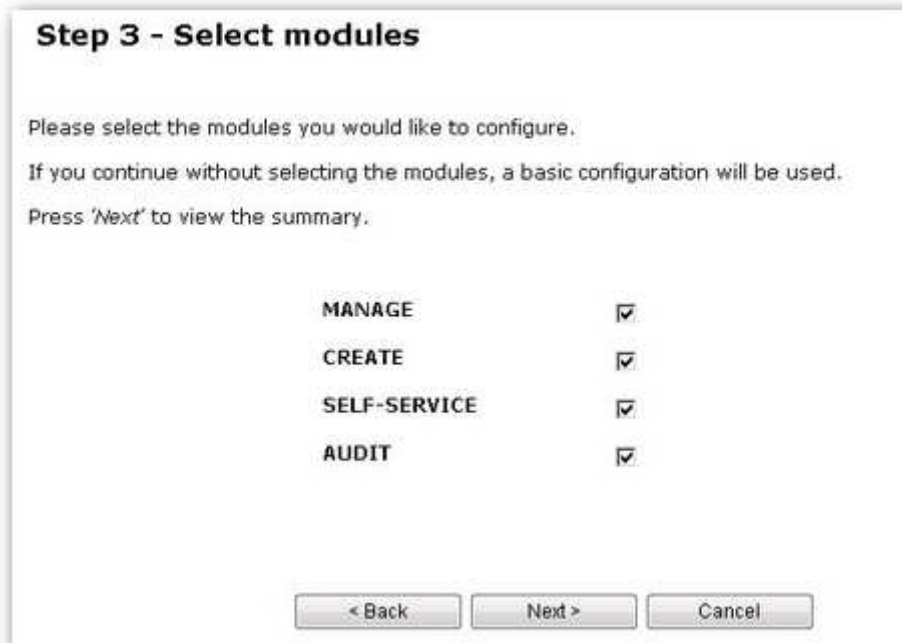 Step 3 - Select modules
Please select the modules you would like to configure.
If you continue without selecting the modules, a basic configuration will be used.
Press 'Next' to view the summary.
MANAGE
CREATE
SELF-SERVICE
AUDIT
< Back Next > Cancel